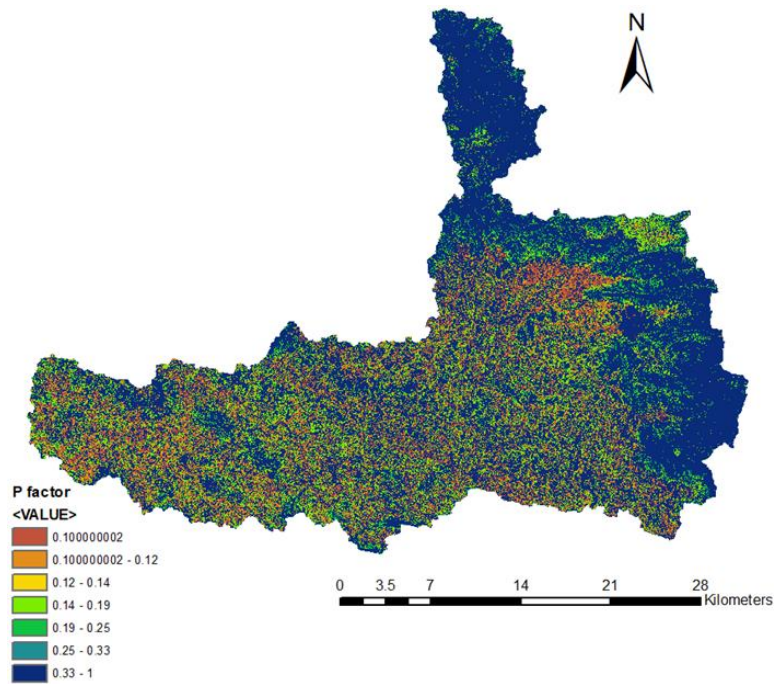 N
P factor
<VALUE>
0.100000002
0.100000002 - 0.12
0.12 - 0.14
0.14 - 0.19
0.19 - 0.25
0.25 - 0.33
0.33 - 1
0 3.5 7 14 21 28
Kilometers